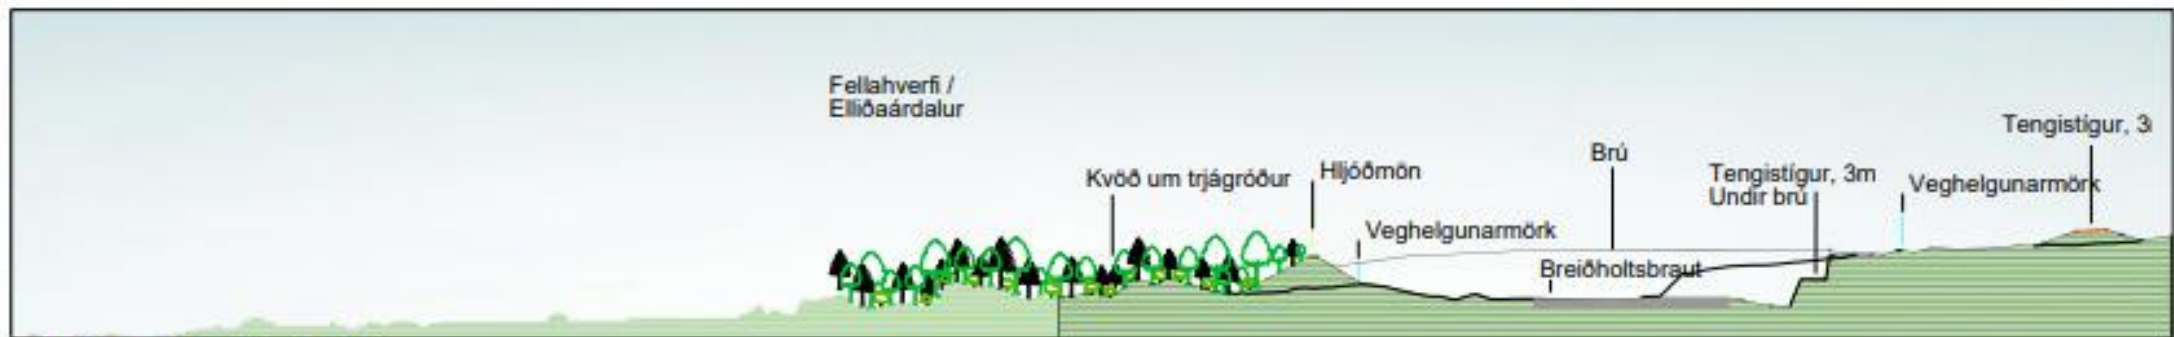 Fellahverfi /
Elliðaárdalur
Tengistígur, 3
Brú
Kvöð um trjágróður
Hljóðmön
Tengistígur, 3m
Undir brú
Veghelgunarmörk
Veghelgunarmörk
Breiðholtsbraut